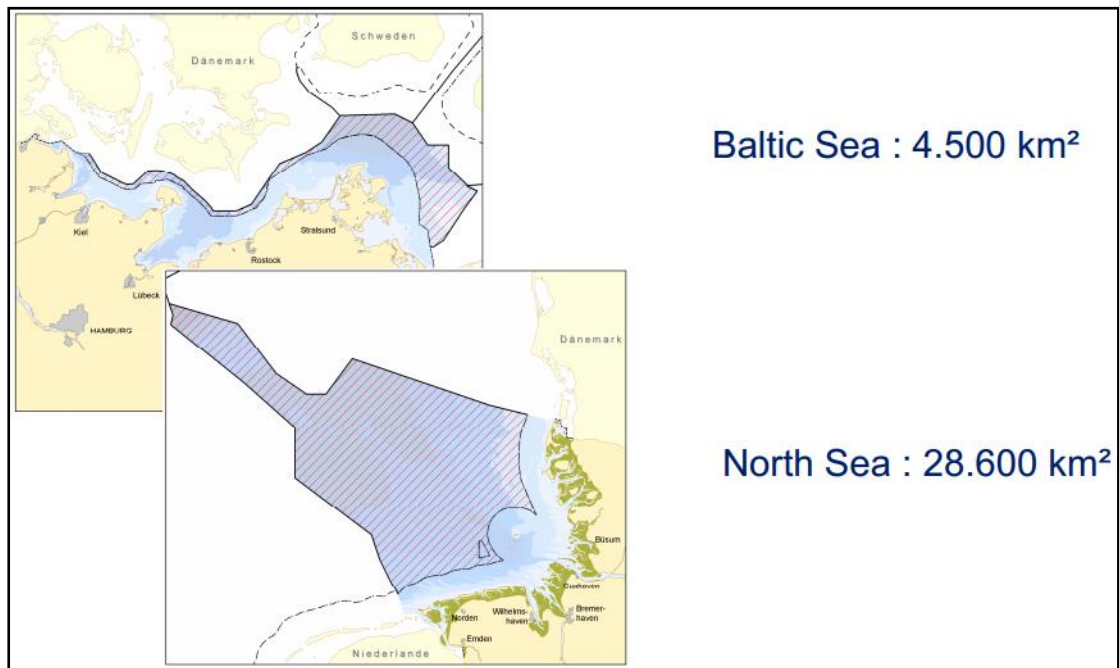 Schweden
Dänemark
Baltic Sea : 4.500 km²
Kiel
Stralsund
Rostock
Lübeck
HAMBURG
Dänemark
North Sea : 28.600 km²
Büsum
Cuxhaven
Norden
Wilhelms-
haven
Bremer-
haven
Emden
Niederlande